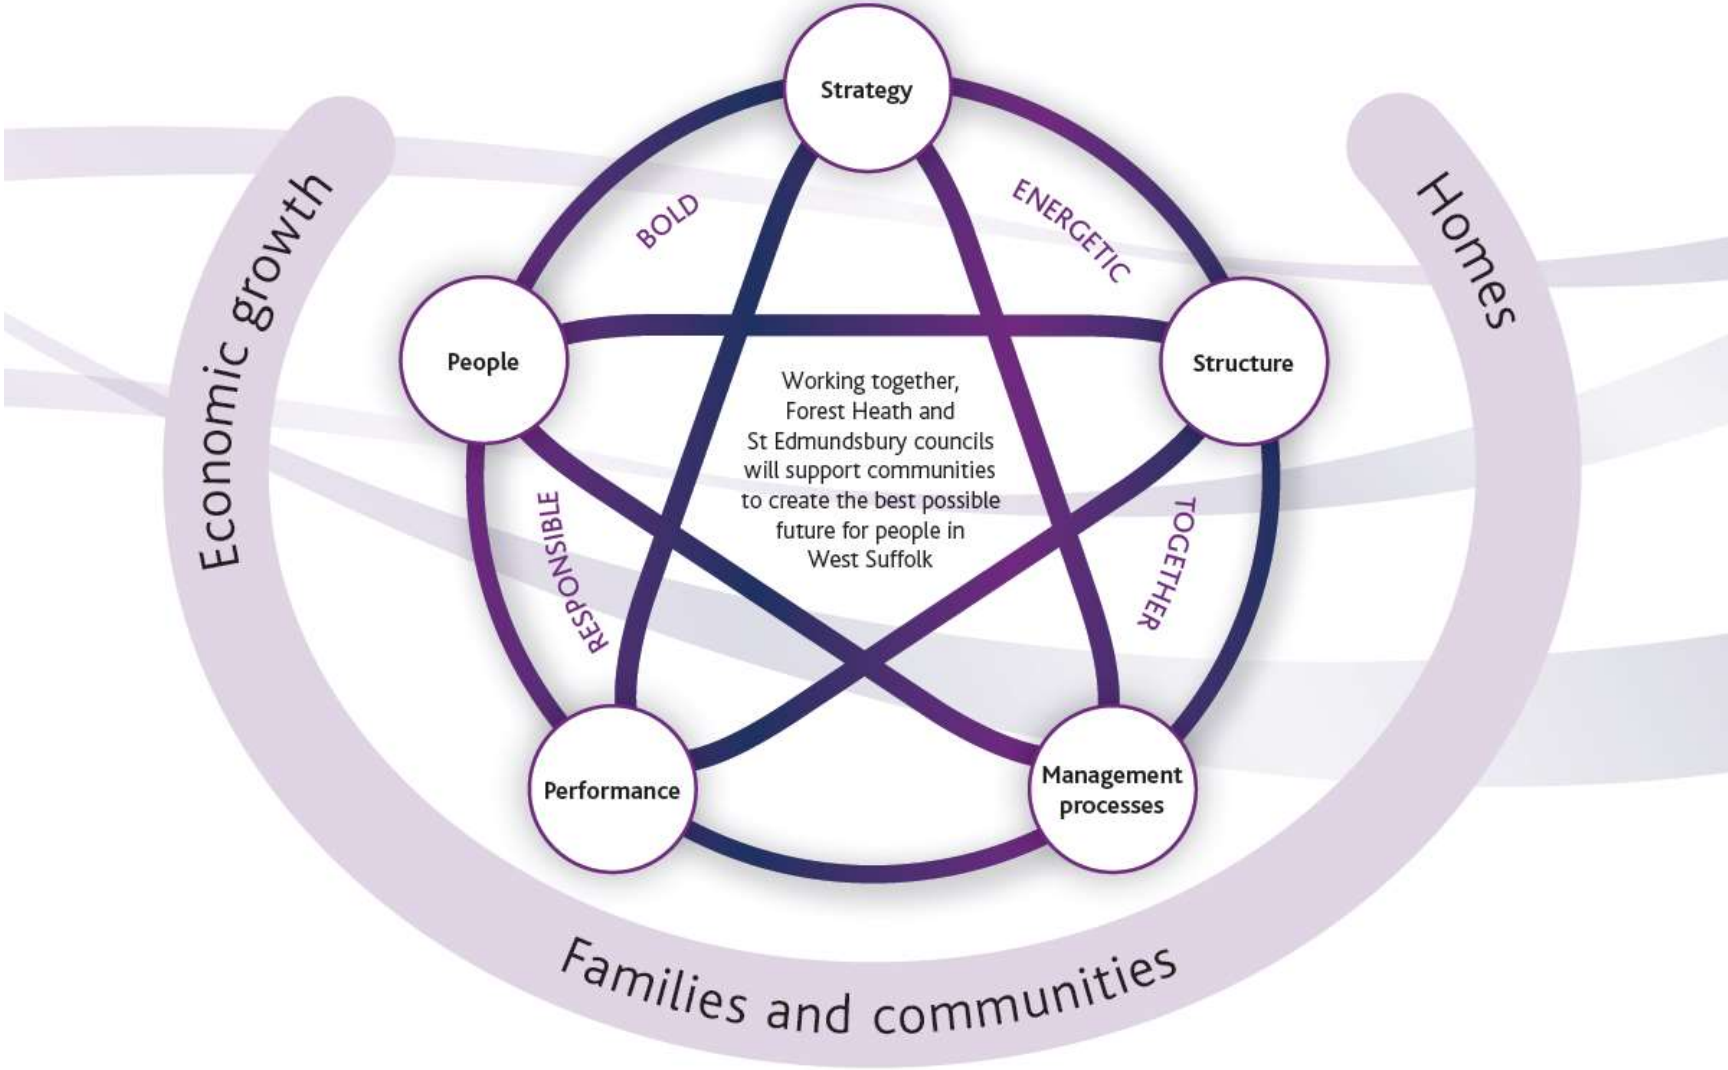 Strategy
BOLD
ENERGETIC
Economic growth
Homes
People
Structure
Working together,
Forest Heath and
St Edmundsbury councils
will support communities
to create the best possible
future for people in
West Suffolk
RESPONSIBLE
TOGETHER
Performance
Management
processes
Families and communities